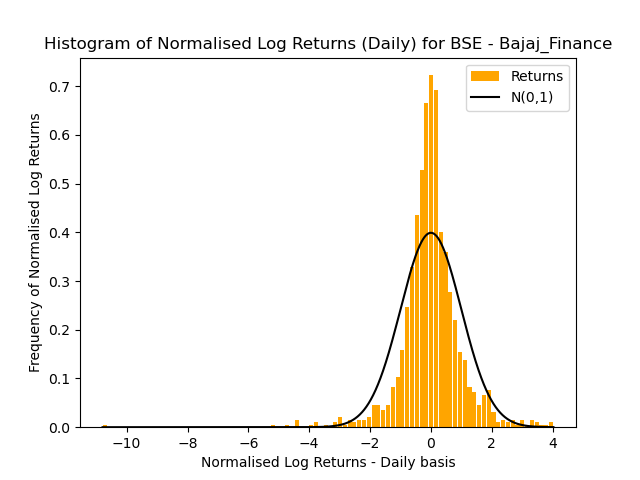 Histogram of Normalised Log Returns (Daily) for BSE - Bajaj_Finance
Returns
N(0,1)
Frequency of Normalised Log Returns
0.7
0.6
0.5
0.4
0.3
0.2
0.1
0.0
−10 −8 −6 −4 −2 0 2 4
Normalised Log Returns - Daily basis